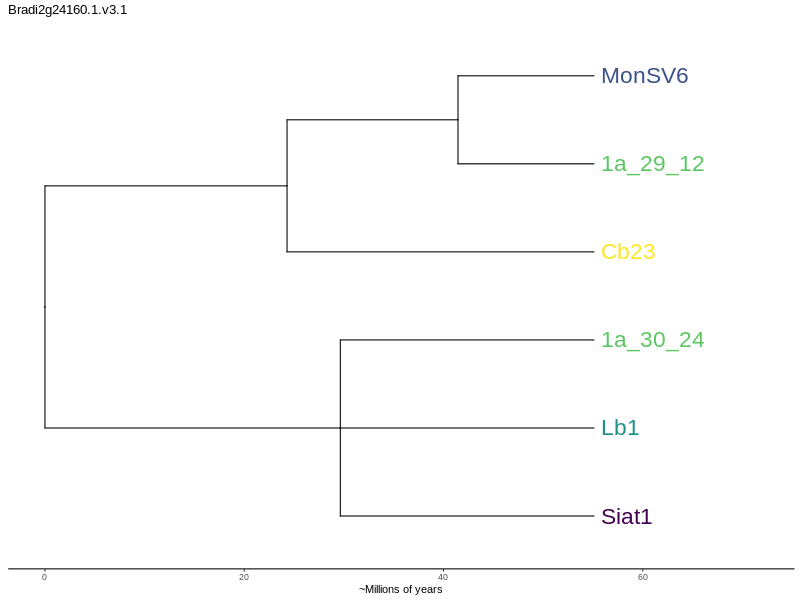 Bradi2g24160.1.v3.1
MonSV6
1a_29_12
Cb23
1a_30_24
Lb1
Siat1
0 20 40 60
~Millions of years